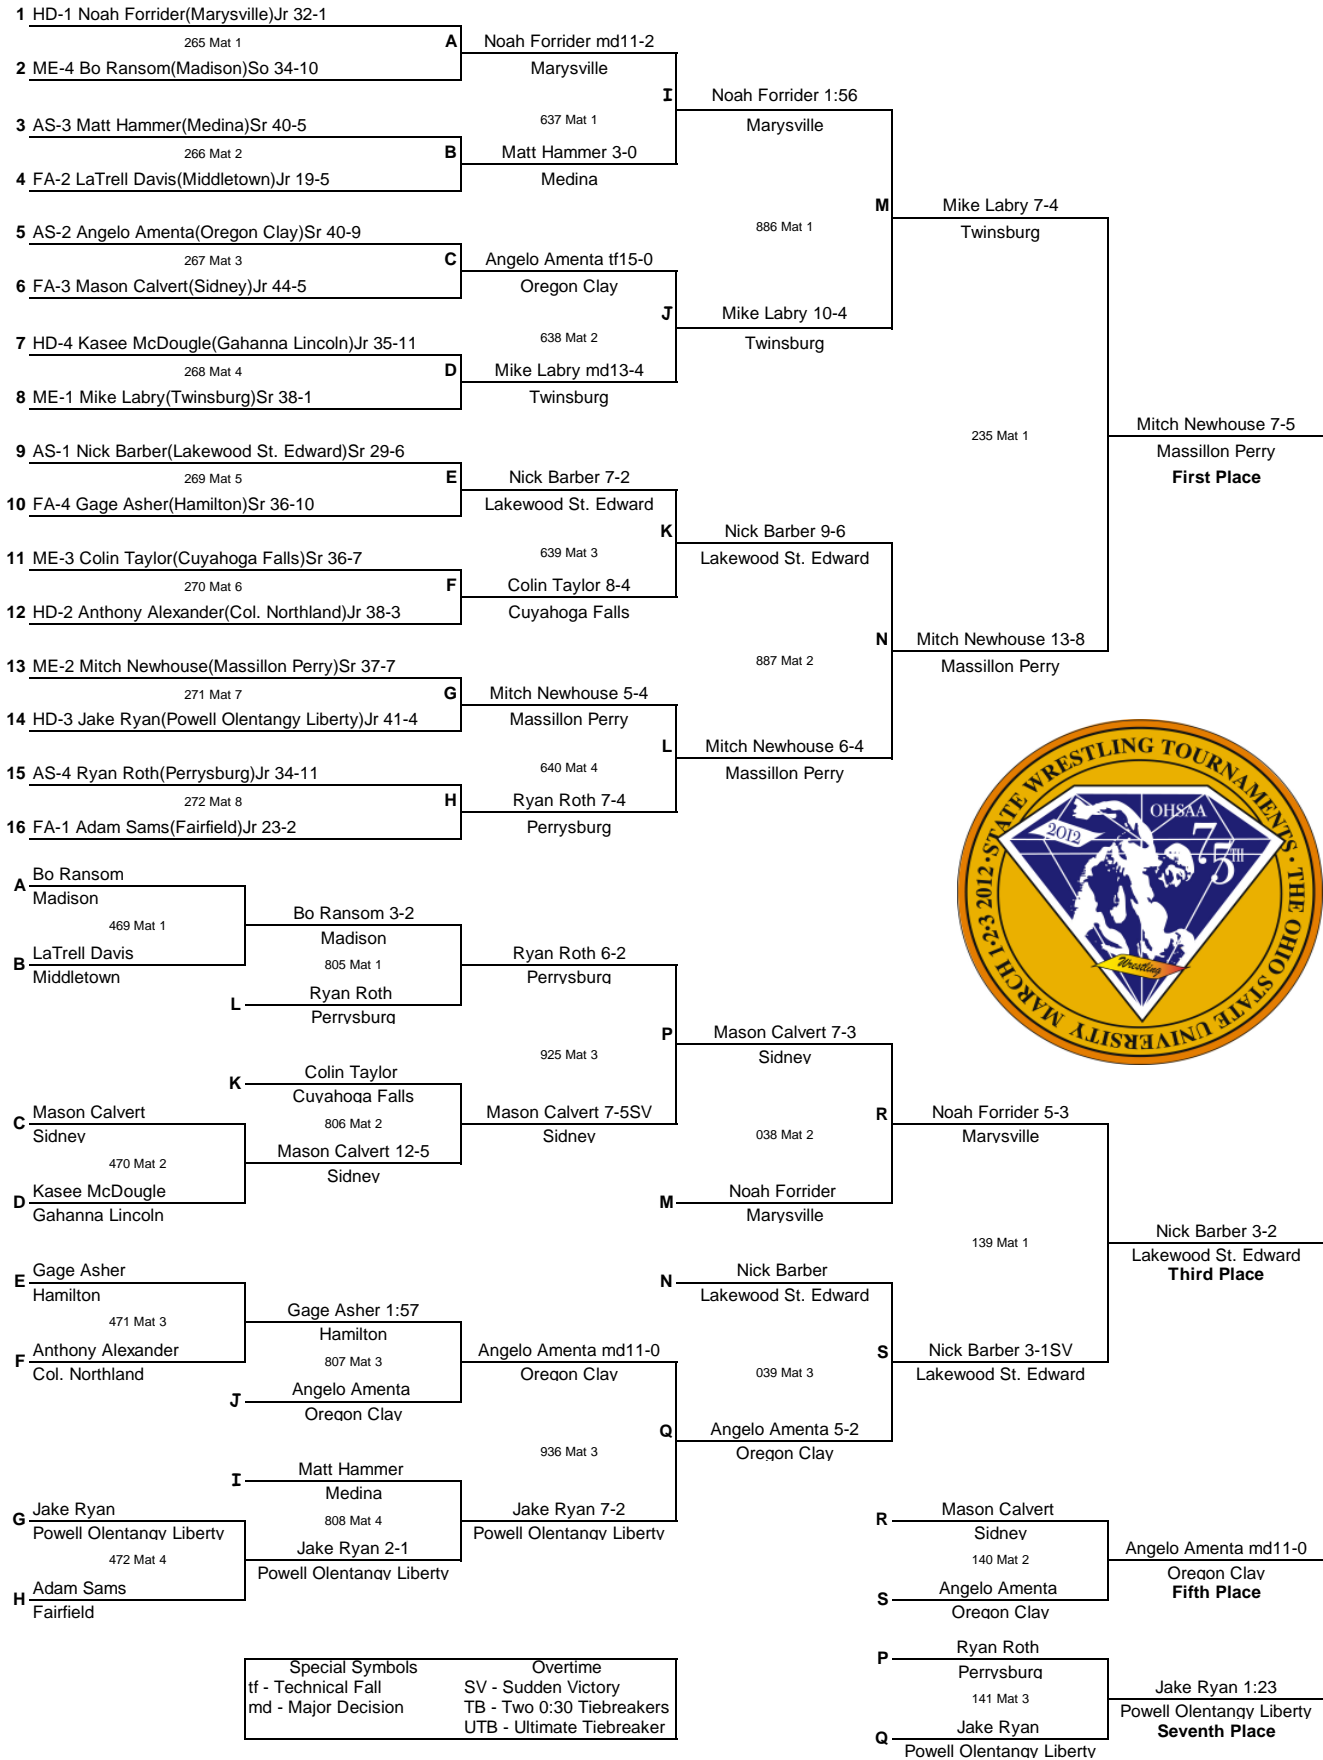 1 HD-1 Noah Forrider(Marysville)Jr 32-1
265 Mat 1
A
2 ME-4 Bo Ransom(Madison)So 34-10
Noah Forrider md11-2
Marysville
3 AS-3 Matt Hammer(Medina)Sr 40-5
266 Mat 2
B
4 FA-2 LaTrell Davis(Middletown)Jr 19-5
637 Mat 1
I
Matt Hammer 3-0
Medina
Noah Forrider 1:56
Marysville
5 AS-2 Angelo Amenta(Oregon Clay)Sr 40-9
267 Mat 3
C
6 FA-3 Mason Calvert(Sidney)Jr 44-5
Angelo Amenta tf15-0
Oregon Clay
886 Mat 1
M
Mike Labry 7-4
Twinsburg
7 HD-4 Kasee McDougle(Gahanna Lincoln)Jr 35-11
268 Mat 4
D
8 ME-1 Mike Labry(Twinsburg)Sr 38-1
638 Mat 2
J
Mike Labry md13-4
Twinsburg
Mike Labry 10-4
Twinsburg
9 AS-1 Nick Barber(Lakewood St. Edward)Sr 29-6
269 Mat 5
E
10 FA-4 Gage Asher(Hamilton)Sr 36-10
Nick Barber 7-2
Lakewood St. Edward
235 Mat 1
Mitch Newhouse 7-5
Massillon Perry
First Place
11 ME-3 Colin Taylor(Cuyahoga Falls)Sr 36-7
270 Mat 6
F
12 HD-2 Anthony Alexander(Col. Northland)Jr 38-3
639 Mat 3
K
Colin Taylor 8-4
Cuyahoga Falls
Nick Barber 9-6
Lakewood St. Edward
13 ME-2 Mitch Newhouse(Massillon Perry)Sr 37-7
271 Mat 7
G
14 HD-3 Jake Ryan(Powell Olentangy Liberty)Jr 41-4
Mitch Newhouse 5-4
Massillon Perry
887 Mat 2
N
Mitch Newhouse 13-8
Massillon Perry
15 AS-4 Ryan Roth(Perrysburg)Jr 34-11
272 Mat 8
H
16 FA-1 Adam Sams(Fairfield)Jr 23-2
640 Mat 4
L
Ryan Roth 7-4
Perrysburg
Mitch Newhouse 6-4
Massillon Perry
STATE WRESTLING TOURNAMENTS · THE OHIO STATE UNIVERSITY MARCH 1-2-3 2012 ·
OHSAA
2012
75TH
Wrestling
A Bo Ransom
Madison
469 Mat 1
B LaTrell Davis
Middletown
Bo Ransom 3-2
Madison
805 Mat 1
L Ryan Roth
Perrysburg
Ryan Roth 6-2
Perrysburg
K Colin Taylor
Cuyahoga Falls
806 Mat 2
C Mason Calvert
Sidney
470 Mat 2
D Kasee McDougle
Gahanna Lincoln
Mason Calvert 12-5
Sidney
925 Mat 3
P
Mason Calvert 7-5SV
Sidney
Mason Calvert 7-3
Sidney
038 Mat 2
R
M Noah Forrider
Marysville
Noah Forrider 5-3
Marysville
E Gage Asher
Hamilton
471 Mat 3
F Anthony Alexander
Col. Northland
Gage Asher 1:57
Hamilton
807 Mat 3
J Angelo Amenta
Oregon Clay
Angelo Amenta md11-0
Oregon Clay
N Nick Barber
Lakewood St. Edward
039 Mat 3
S
Nick Barber 3-1SV
Lakewood St. Edward
139 Mat 1
Nick Barber 3-2
Lakewood St. Edward
Third Place
I Matt Hammer
Medina
808 Mat 4
G Jake Ryan
Powell Olentangy Liberty
472 Mat 4
H Adam Sams
Fairfield
Jake Ryan 2-1
Powell Olentangy Liberty
936 Mat 3
Q
Jake Ryan 7-2
Powell Olentangy Liberty
Angelo Amenta 5-2
Oregon Clay
R Mason Calvert
Sidney
140 Mat 2
S Angelo Amenta
Oregon Clay
Angelo Amenta md11-0
Oregon Clay
Fifth Place
P Ryan Roth
Perrysburg
141 Mat 3
Q Jake Ryan
Powell Olentangy Liberty
Jake Ryan 1:23
Powell Olentangy Liberty
Seventh Place
Special Symbols Overtime
tf - Technical Fall SV - Sudden Victory
md - Major Decision TB - Two 0:30 Tiebreakers
UTB - Ultimate Tiebreaker